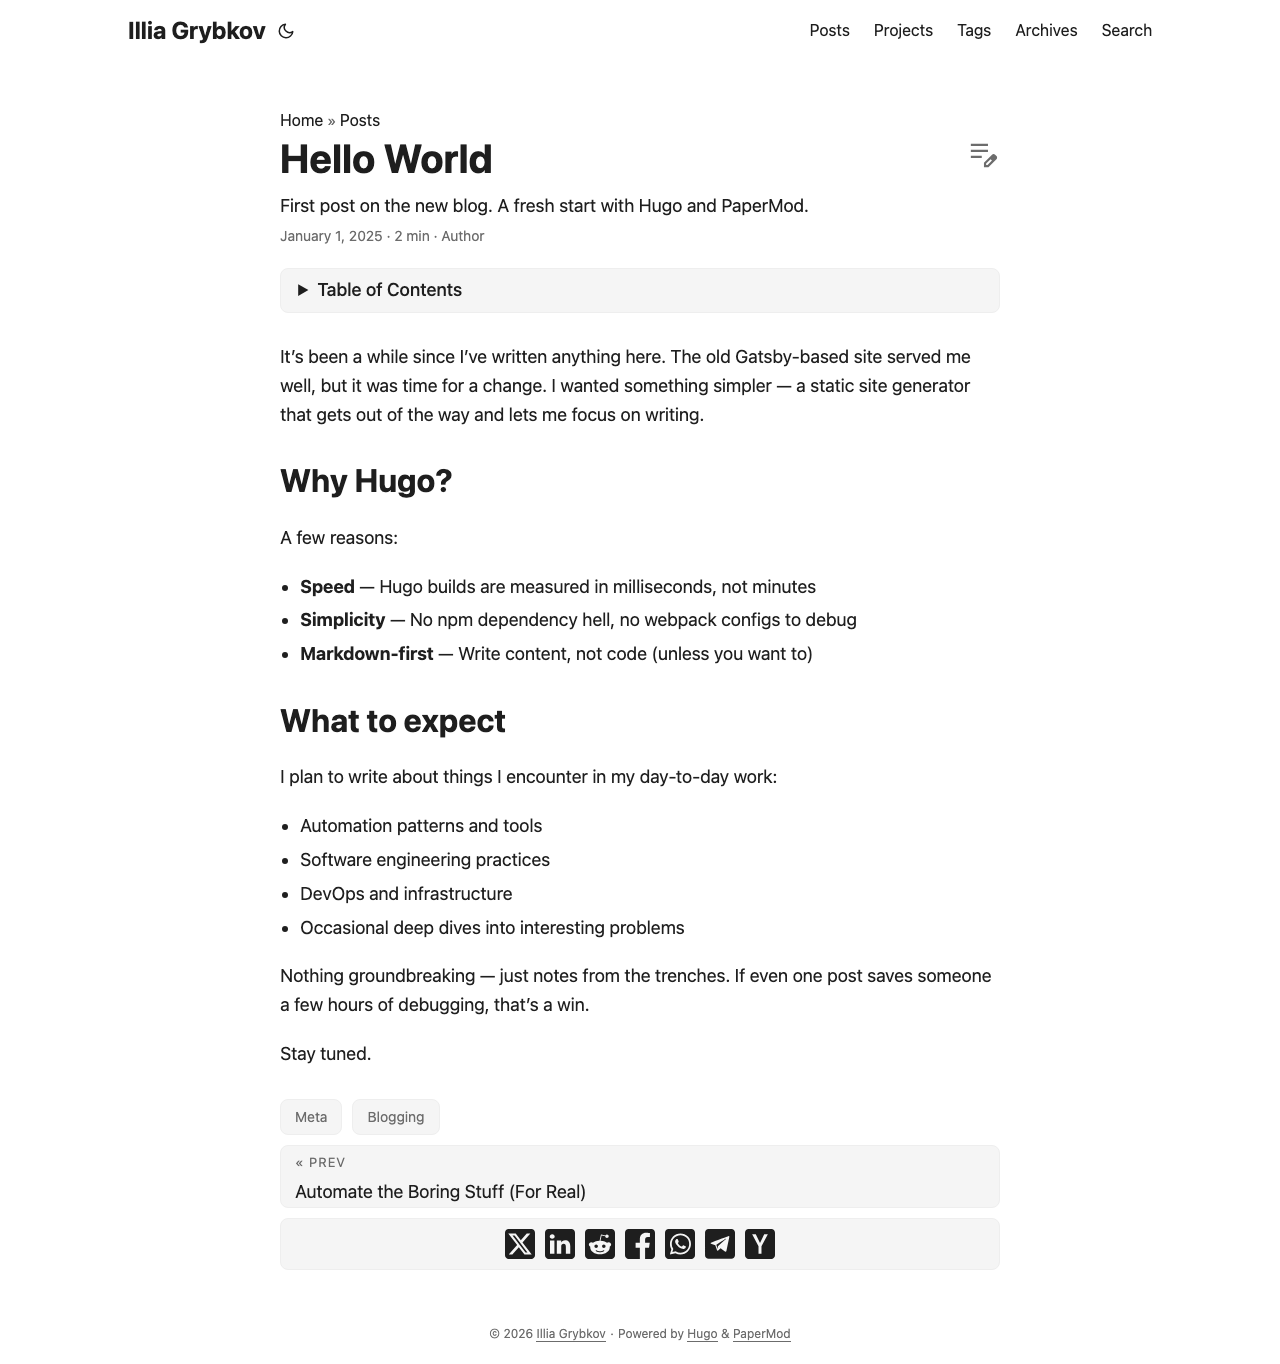 Illia Grybkov
Posts Projects Tags Archives Search
Home » Posts
Hello World
First post on the new blog. A fresh start with Hugo and PaperMod.
January 1, 2025 · 2 min · Author
Table of Contents
It’s been a while since I’ve written anything here. The old Gatsby-based site served me
well, but it was time for a change. I wanted something simpler — a static site generator
that gets out of the way and lets me focus on writing.
Why Hugo?
A few reasons:
• Speed — Hugo builds are measured in milliseconds, not minutes
• Simplicity — No npm dependency hell, no webpack configs to debug
• Markdown-first — Write content, not code (unless you want to)
What to expect
I plan to write about things I encounter in my day-to-day work:
• Automation patterns and tools
• Software engineering practices
• DevOps and infrastructure
• Occasional deep dives into interesting problems
Nothing groundbreaking — just notes from the trenches. If even one post saves someone
a few hours of debugging, that’s a win.
Stay tuned.
Meta Blogging
« PREV
Automate the Boring Stuff (For Real)
© 2026 Illia Grybkov · Powered by Hugo & PaperMod